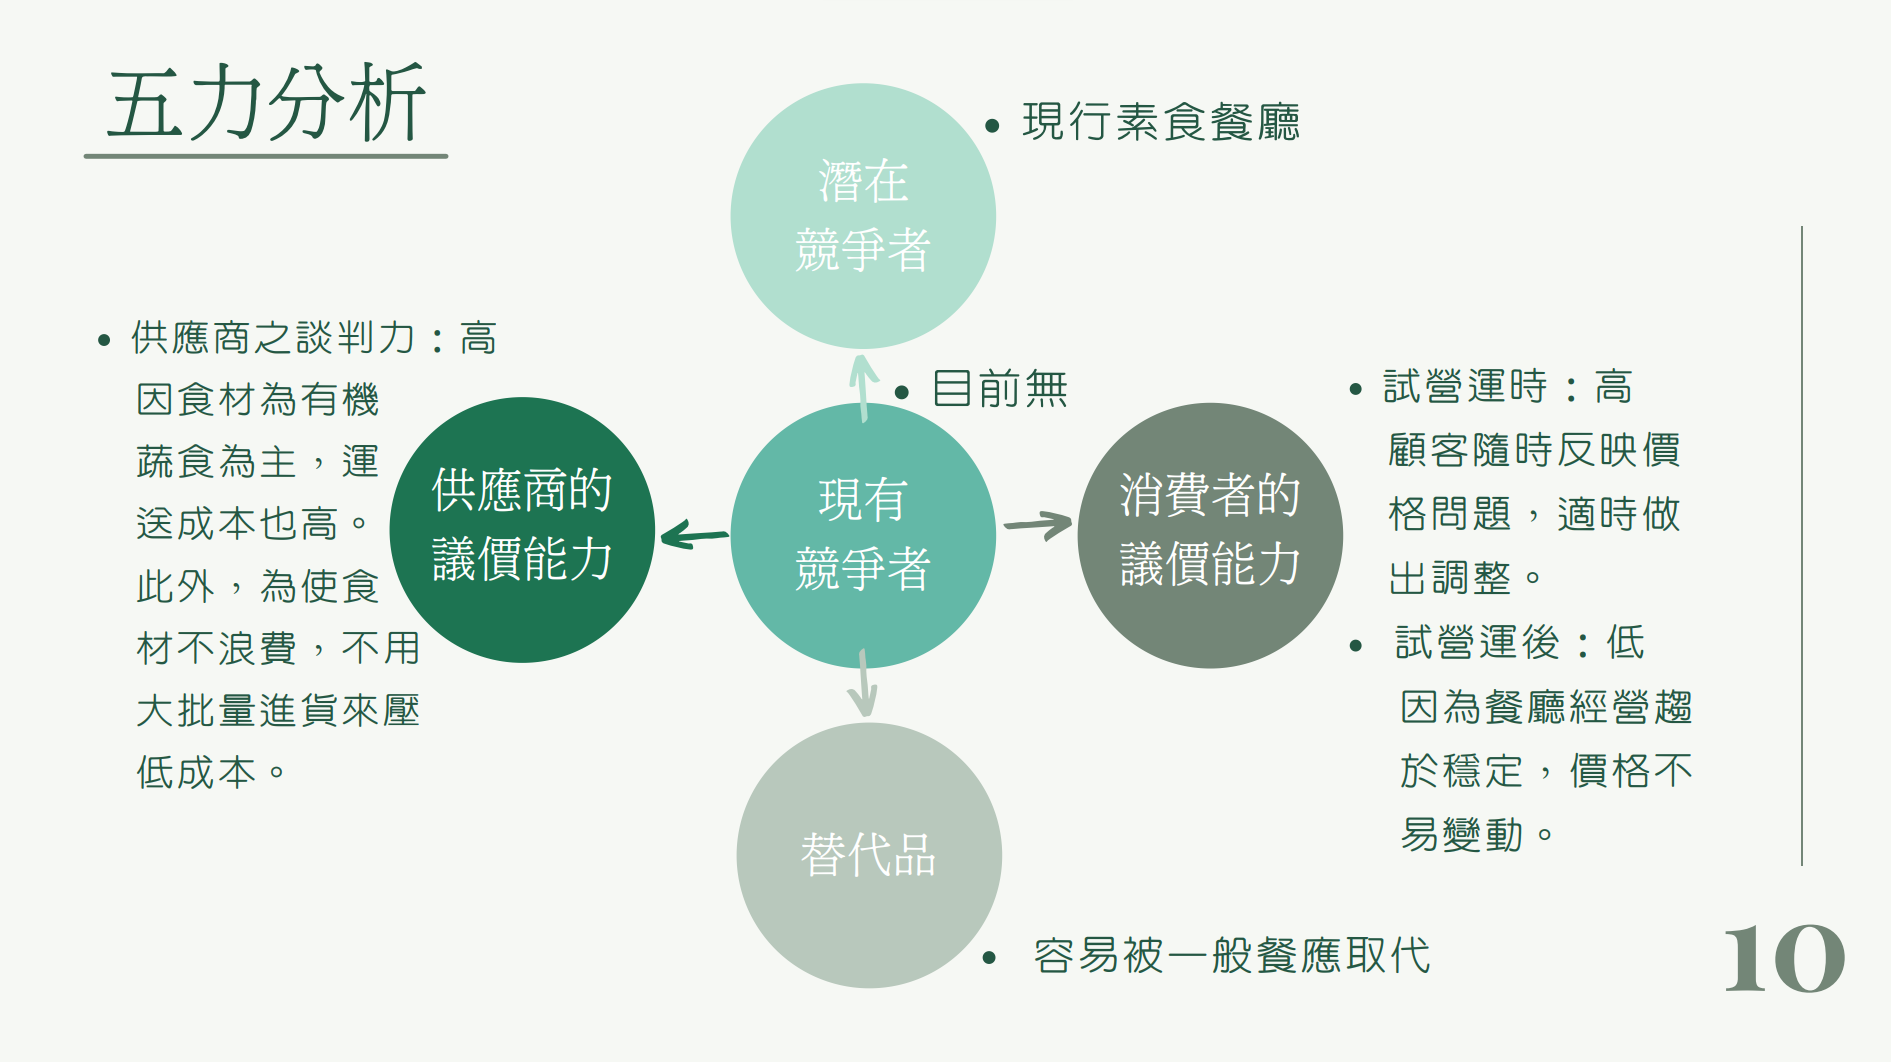 五力分析
潛在
競爭者
• 現行素食餐廳
• 供應商之談判力：高
因食材為有機
蔬食為主，運
送成本也高。
此外，為使食
材不浪費，不用
大批量進貨來壓
低成本。
供應商的
議價能力
• 目前無
現有
競爭者
消費者的
議價能力
• 試營運時：高
顧客隨時反映價
格問題，適時做
出調整。
• 試營運後：低
因為餐廳經營趨
於穩定，價格不
易變動。
替代品
• 容易被一般餐應取代
10